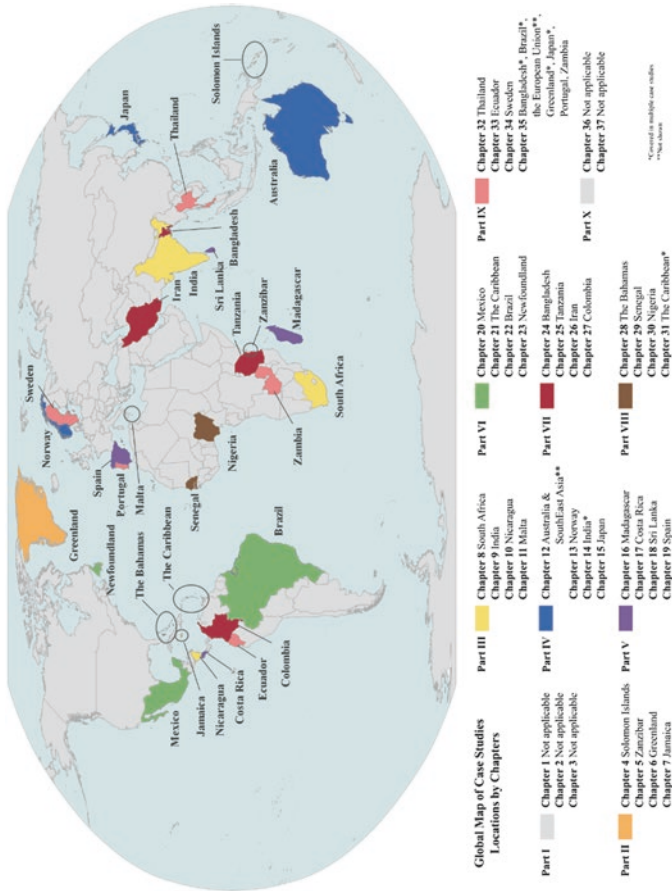 Greenland
Norway
Sweden
Japan
Newfoundland
Spain
Portugal
Iran
The Bahamas
Malta
India
Thailand
The Caribbean
Sri Lanka
Bangladesh
Mexico
Senegal
Tanzania
Solomon Islands
Jamaica
Zanzibar
Nicaragua
Nigeria
Madagascar
Costa Rica
Brazil
Zambia
Australia
Ecuador
Colombia
South Africa
Global Map of Case Studies
Locations by Chapters
Part I
Chapter 1 Not applicable
Chapter 2 Not applicable
Chapter 3 Not applicable
Part II
Chapter 4 Solomon Islands
Chapter 5 Zanzibar
Chapter 6 Greenland
Chapter 7 Jamaica
Part III
Chapter 8 South Africa
Chapter 9 India
Chapter 10 Nicaragua
Chapter 11 Malta
Part IV
Chapter 12 Australia &
SouthEast Asia**
Chapter 13 Norway
Chapter 14 India*
Chapter 15 Japan
Part V
Chapter 16 Madagascar
Chapter 17 Costa Rica
Chapter 18 Sri Lanka
Chapter 19 Spain
Part VI
Chapter 20 Mexico
Chapter 21 The Caribbean
Chapter 22 Brazil
Chapter 23 Newfoundland
Part VII
Chapter 24 Bangladesh
Chapter 25 Tanzania
Chapter 26 Iran
Chapter 27 Colombia
Part VIII
Chapter 28 The Bahamas
Chapter 29 Senegal
Chapter 30 Nigeria
Chapter 31 The Caribbean*
Part IX
Chapter 32 Thailand
Chapter 33 Ecuador
Chapter 34 Sweden
Chapter 35 Bangladesh*, Brazil*,
the European Union**,
Greenland*, Japan*,
Portugal, Zambia
Part X
Chapter 36 Not applicable
Chapter 37 Not applicable
*Covered in multiple case studies
**Not shown